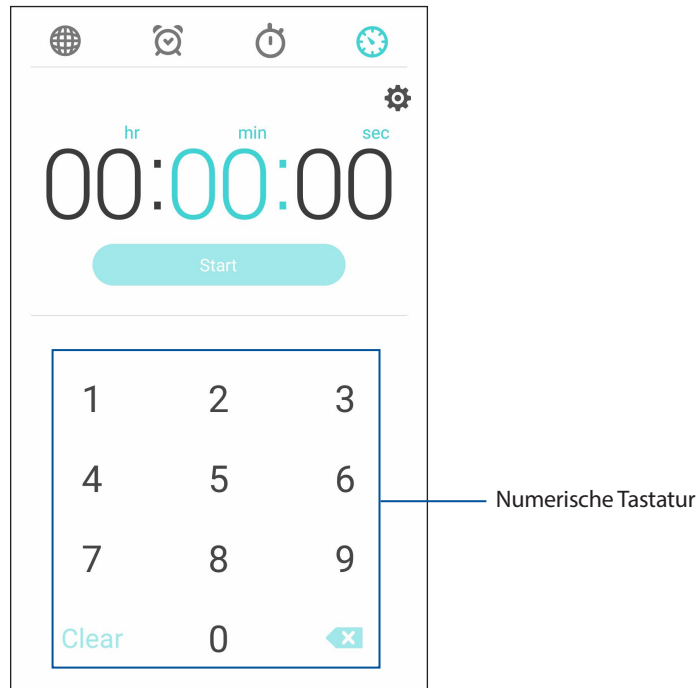 hr min sec
00:00:00
Start
1 2 3
4 5 6
Numerische Tastatur
7 8 9
Clear 0